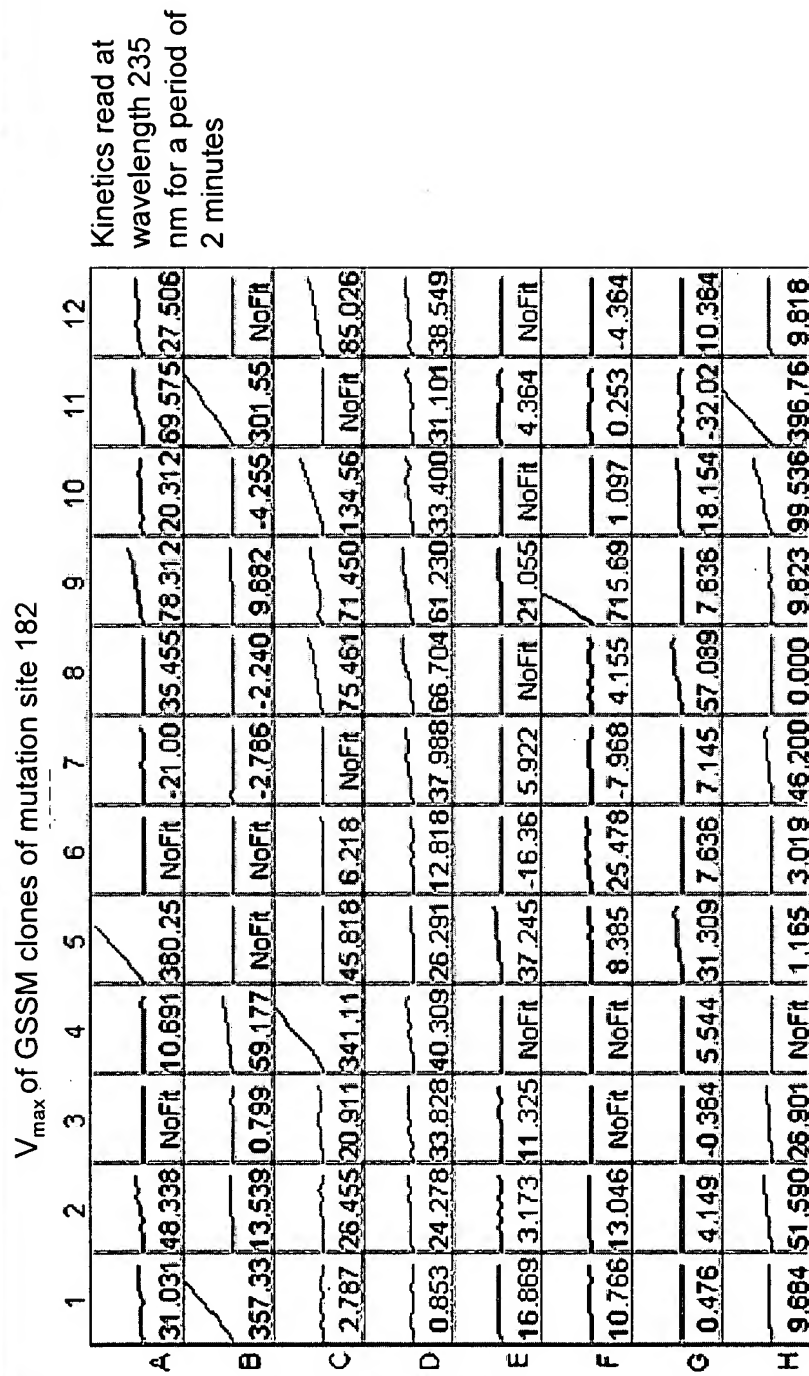 V_max of GSSM clones of mutation site 182
1 2 3 4 5 6 7 8 9 10 11 12
A 31.031 48.338 NoFit 10.691 380.25 NoFit -21.00 35.455 78.312 20.312 69.575 27.506
B 357.33 13.539 0.799 59.177 NoFit NoFit -2.786 -2.240 9.682 -4.255 301.55 NoFit
C 2.787 26.455 20.911 341.11 45.818 6.218 NoFit 75.461 71.450 134.56 NoFit 85.026
D 0.853 24.278 33.828 40.309 26.291 12.818 37.988 66.704 61.230 33.400 31.101 38.549
E 16.869 3.173 11.325 NoFit 37.245 -16.36 5.922 NoFit 21.055 NoFit 4.364 NoFit
F 10.766 13.046 NoFit NoFit 8.385 25.478 -7.968 4.155 715.69 1.097 0.253 -4.364
G 0.476 4.149 -0.364 5.544 31.309 7.636 7.145 57.089 7.636 18.154 -32.02 10.364
H 9.684 51.590 26.901 NoFit 1.165 3.019 46.200 0.000 9.823 99.536 396.76 9.818
Kinetics read at
wavelength 235
nm for a period of
2 minutes